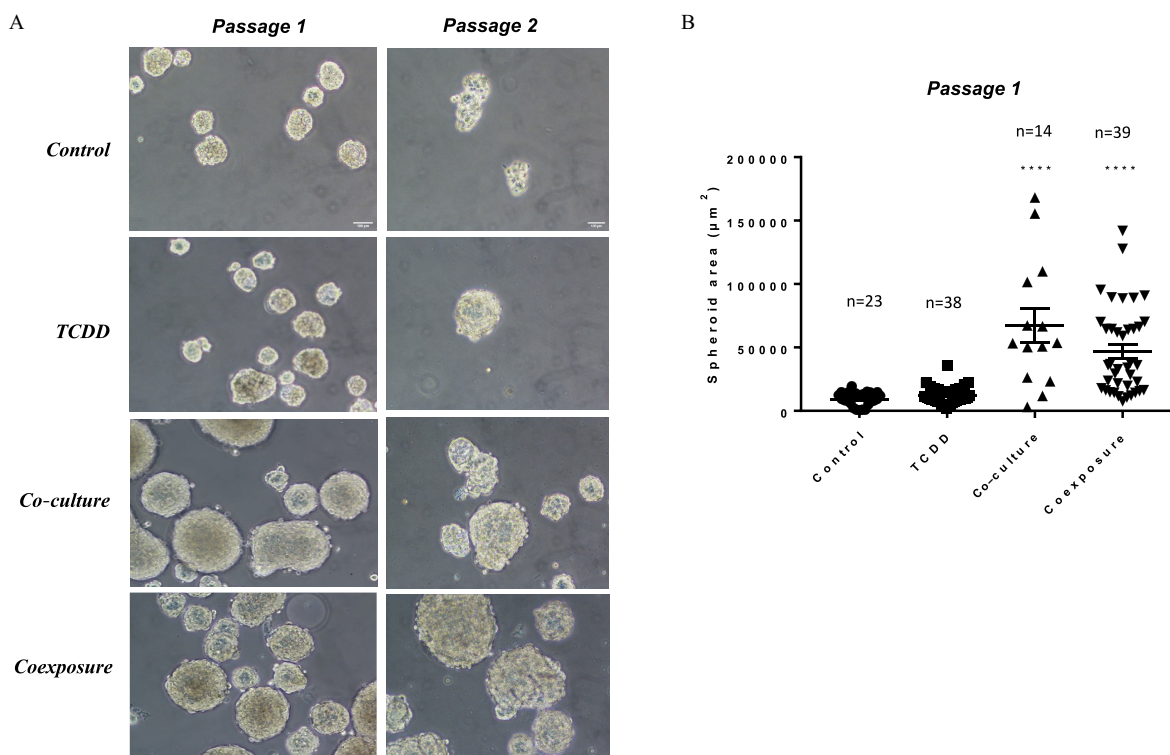 A
Passage 1
Passage 2
Control
TCDD
Co-culture
Coexposure
B
Passage 1
n=14
n=39
n=23
n=38
Spheroid area (µm²)
200000
150000
100000
50000
0
****
****
Control
TCDD
Co-culture
Coexposure